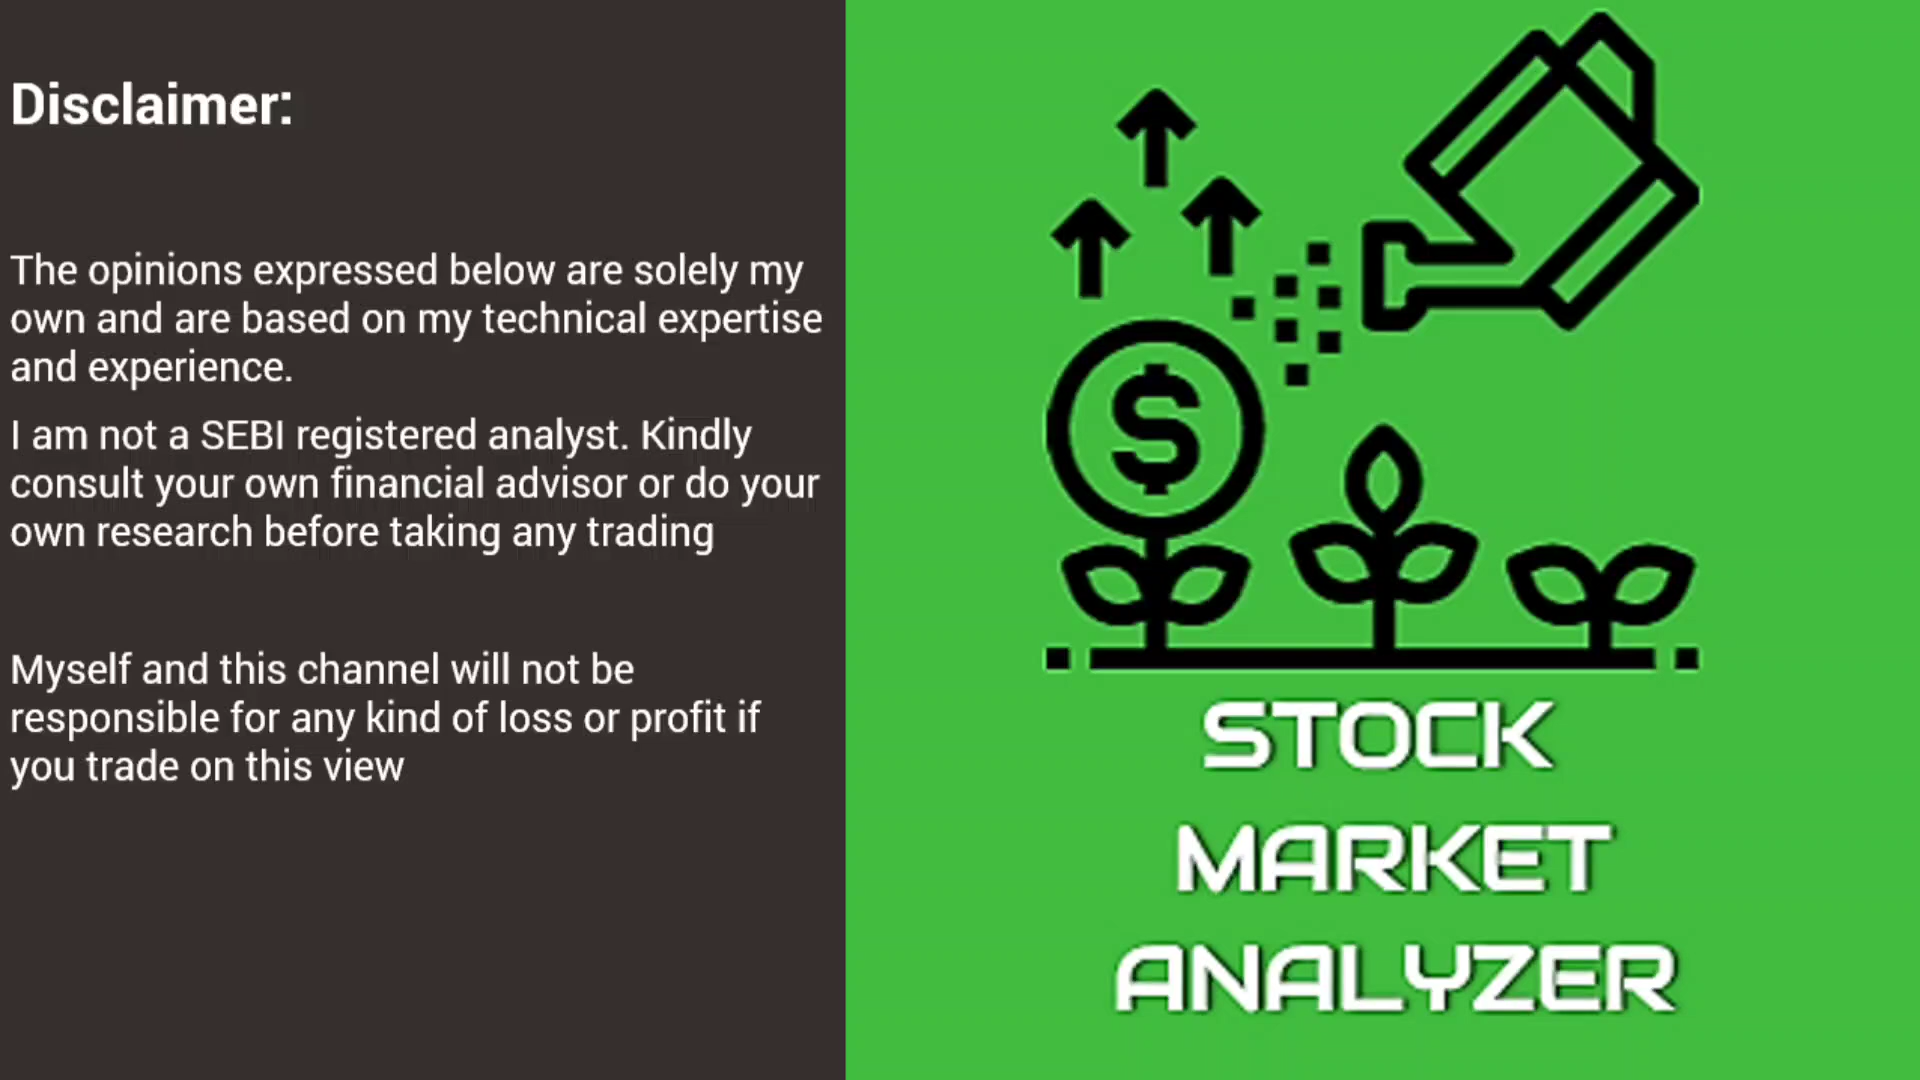 Disclaimer:
The opinions expressed below are solely my
own and are based on my technical expertise
and experience.
I am not a SEBI registered analyst. Kindly
consult your own financial advisor or do your
own research before taking any trading
Myself and this channel will not be
responsible for any kind of loss or profit if
you trade on this view
$
STOCK
MARKET
ANALYZER